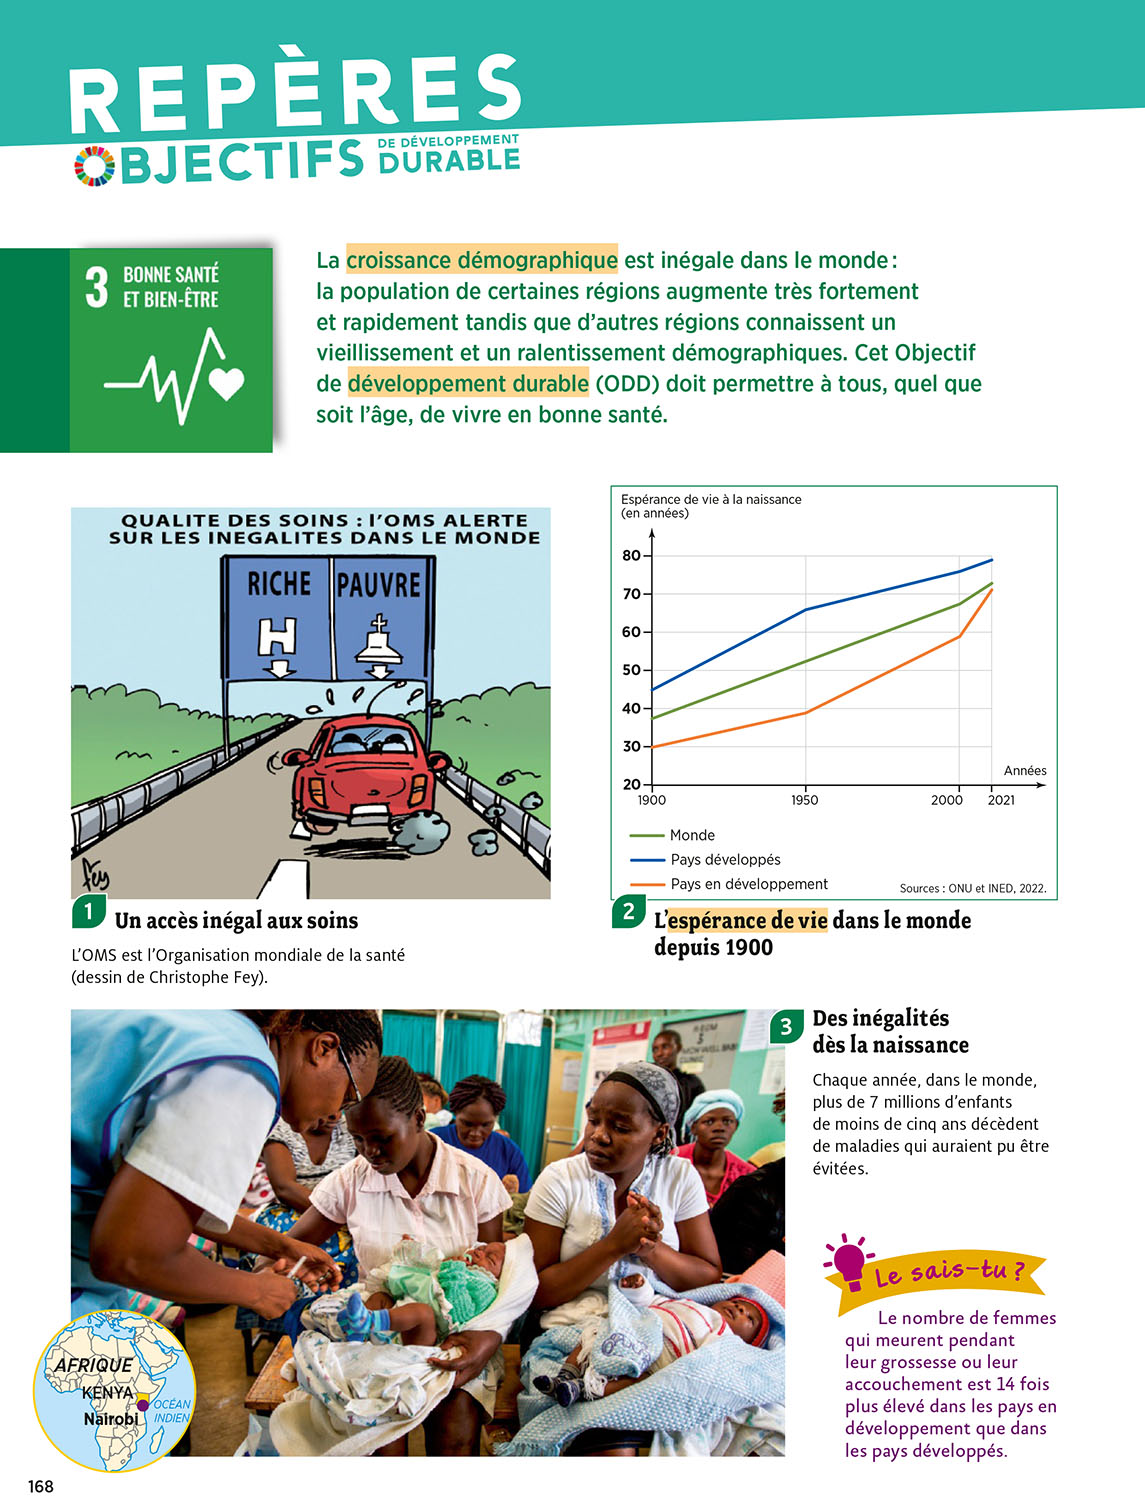 REPÈRES
OBJECTIFS DE DÉVELOPPEMENT DURABLE
3 BONNE SANTÉ
ET BIEN-ÊTRE
La croissance démographique est inégale dans le monde :
la population de certaines régions augmente très fortement
et rapidement tandis que d'autres régions connaissent un
vieillissement et un ralentissement démographiques. Cet Objectif
de développement durable (ODD) doit permettre à tous, quel que
soit l'âge, de vivre en bonne santé.
QUALITE DES SOINS : l'OMS ALERTE
SUR LES INEGALITES DANS LE MONDE
RICHE PAUVRE
H
Fey
1 Un accès inégal aux soins
L'OMS est l'Organisation mondiale de la santé
(dessin de Christophe Fey).
Espérance de vie à la naissance
(en années)
80
70
60
50
40
30
20
Années
1900 1950 2000 2021
Monde
Pays développés
Pays en développement
Sources : ONU et INED, 2022.
2 L'espérance de vie dans le monde
depuis 1900
3 Des inégalités
dès la naissance
Chaque année, dans le monde,
plus de 7 millions d'enfants
de moins de cinq ans décèdent
de maladies qui auraient pu être
évitées.
Le sais-tu ?
Le nombre de femmes
qui meurent pendant
leur grossesse ou leur
accouchement est 14 fois
plus élevé dans les pays en
développement que dans
les pays développés.
AFRIQUE
KENYA
Nairobi
OCÉAN
INDIEN
168